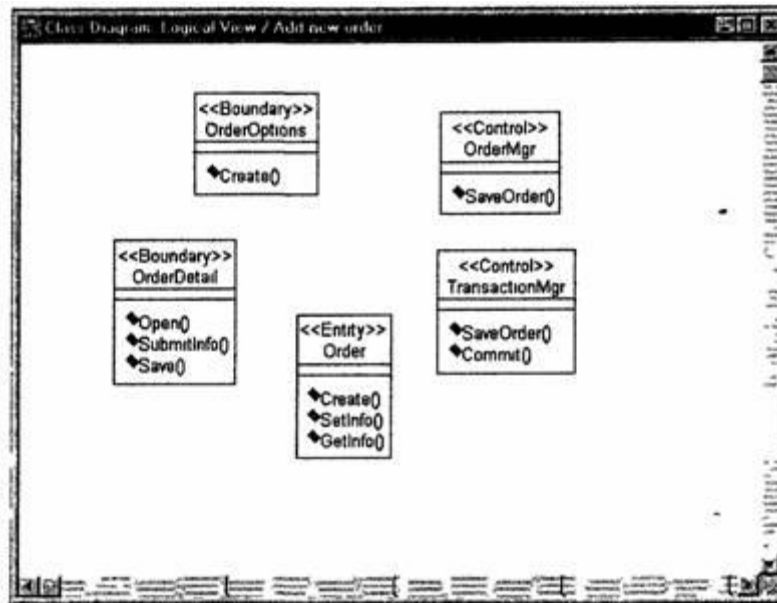 Class Diagram: Logical View / Add new order
<<Boundary>>
OrderOptions
Create()
<<Control>>
OrderMgr
SaveOrder()
<<Boundary>>
OrderDetail
Open()
SubmitInfo()
Save()
<<Control>>
TransactionMgr
SaveOrder()
Commit()
<<Entity>>
Order
Create()
SetInfo()
GetInfo()